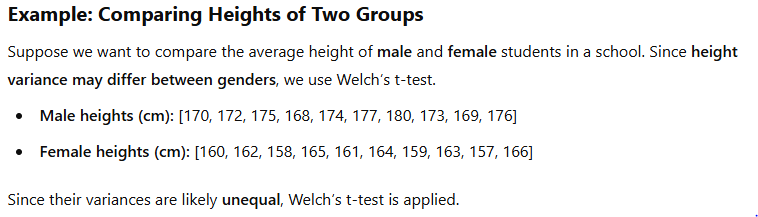 Example: Comparing Heights of Two Groups
Suppose we want to compare the average height of male and female students in a school. Since height
variance may differ between genders, we use Welch’s t-test.
• Male heights (cm): [170, 172, 175, 168, 174, 177, 180, 173, 169, 176]
• Female heights (cm): [160, 162, 158, 165, 161, 164, 159, 163, 157, 166]
Since their variances are likely unequal, Welch’s t-test is applied.